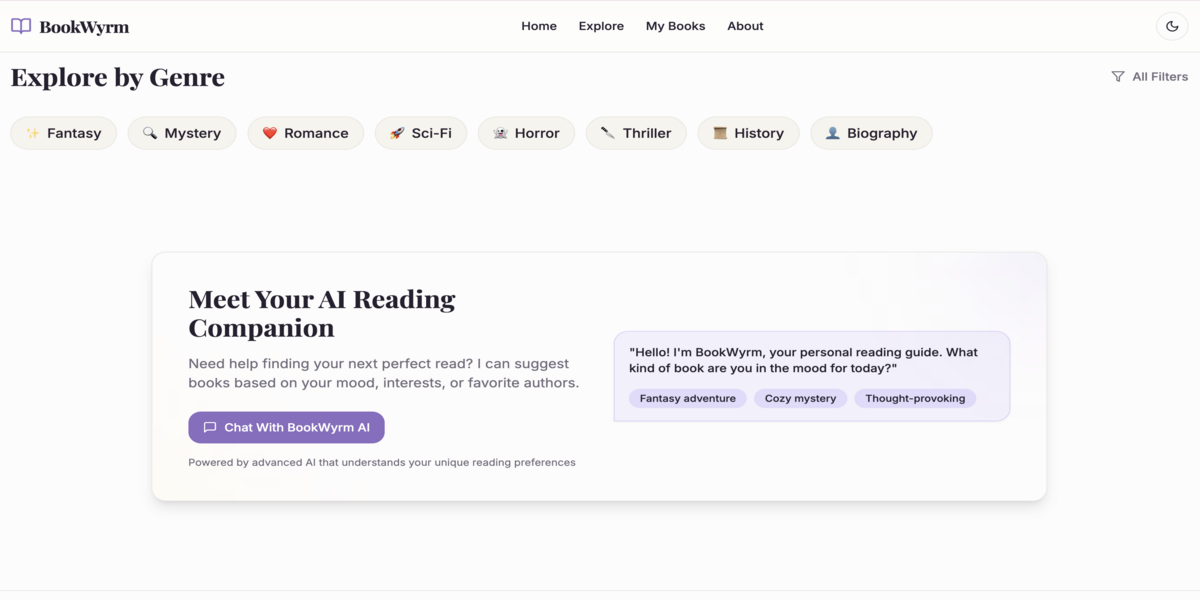 BookWyrm
Home Explore My Books About
Explore by Genre
All Filters
Fantasy Mystery Romance Sci-Fi Horror Thriller History Biography
Meet Your AI Reading
Companion
Need help finding your next perfect read? I can suggest
books based on your mood, interests, or favorite authors.
Chat With BookWyrm AI
Powered by advanced AI that understands your unique reading preferences
"Hello! I'm BookWyrm, your personal reading guide. What
kind of book are you in the mood for today?"
Fantasy adventure Cozy mystery Thought-provoking